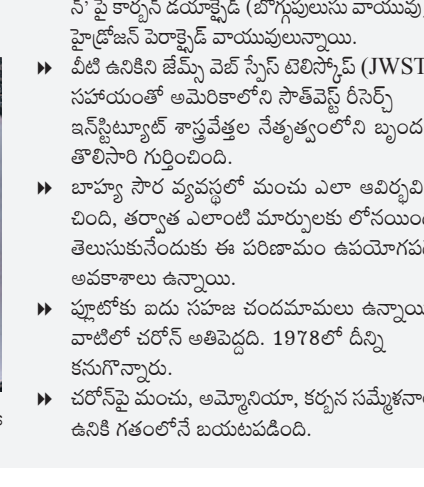 న్' పై కార్బన్ డయాక్సైడ్ (బొగ్గుపులుసు వాయువు
హైడ్రోజన్ పెరాక్సైడ్ వాయువులున్నాయి.
▸▸ వీటి ఉనికిని జేమ్స్ వెబ్ స్పేస్ టెలిస్కోప్ (JWST
సహాయంతో అమెరికాలోని సౌత్‌వెస్ట్ రీసెర్చ్
ఇన్‌స్టిట్యూట్ శాస్త్రవేత్తల నేతృత్వంలోని బృంద
తొలిసారి గుర్తించింది.
▸▸ బాహ్య సౌర వ్యవస్థలో మంచు ఎలా ఆవిర్భవి
చింది, తర్వాత ఎలాంటి మార్పులకు లోనయిం
తెలుసుకునేందుకు ఈ పరిణామం ఉపయోగప
అవకాశాలు ఉన్నాయి.
▸▸ ప్లూటోకు ఐదు సహజ చందమామలు ఉన్నాయి
వాటిలో చరోన్ అతిపెద్దది. 1978లో దీన్ని
కనుగొన్నారు.
▸▸ చరోన్‌పై మంచు, అమ్మోనియా, కర్బన సమ్మేళనా
ఉనికి గతంలోనే బయటపడింది.